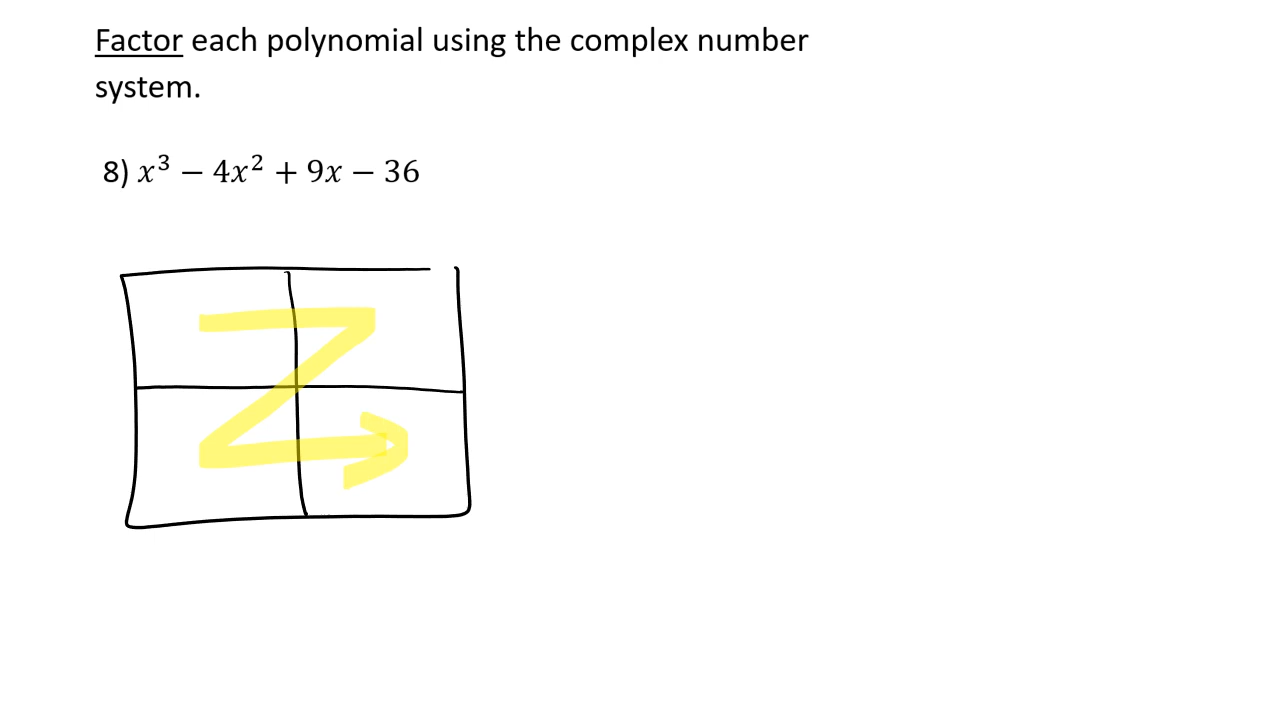 Factor each polynomial using the complex number
system.
8) x³ − 4x² + 9x − 36